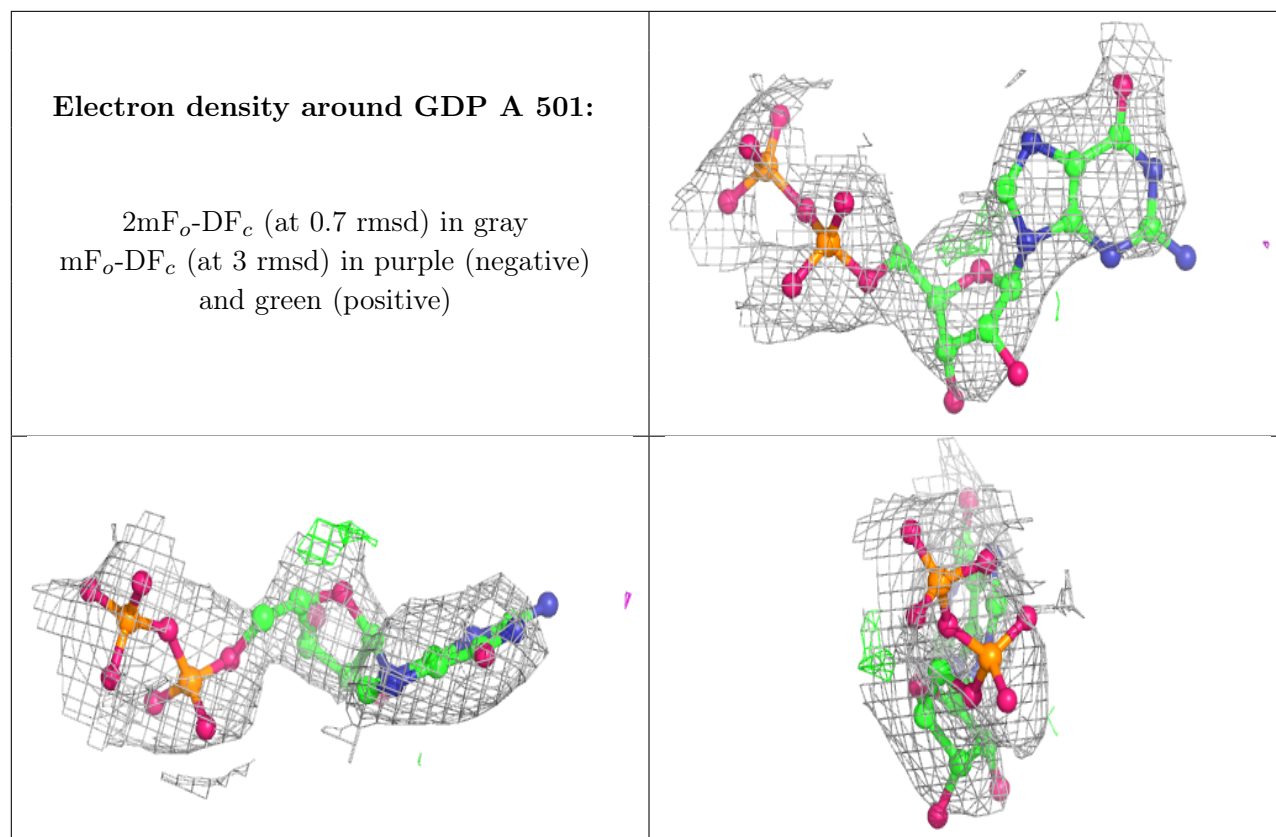 Electron density around GDP A 501:
2mFo-DFc (at 0.7 rmsd) in gray
mFo-DFc (at 3 rmsd) in purple (negative)
and green (positive)